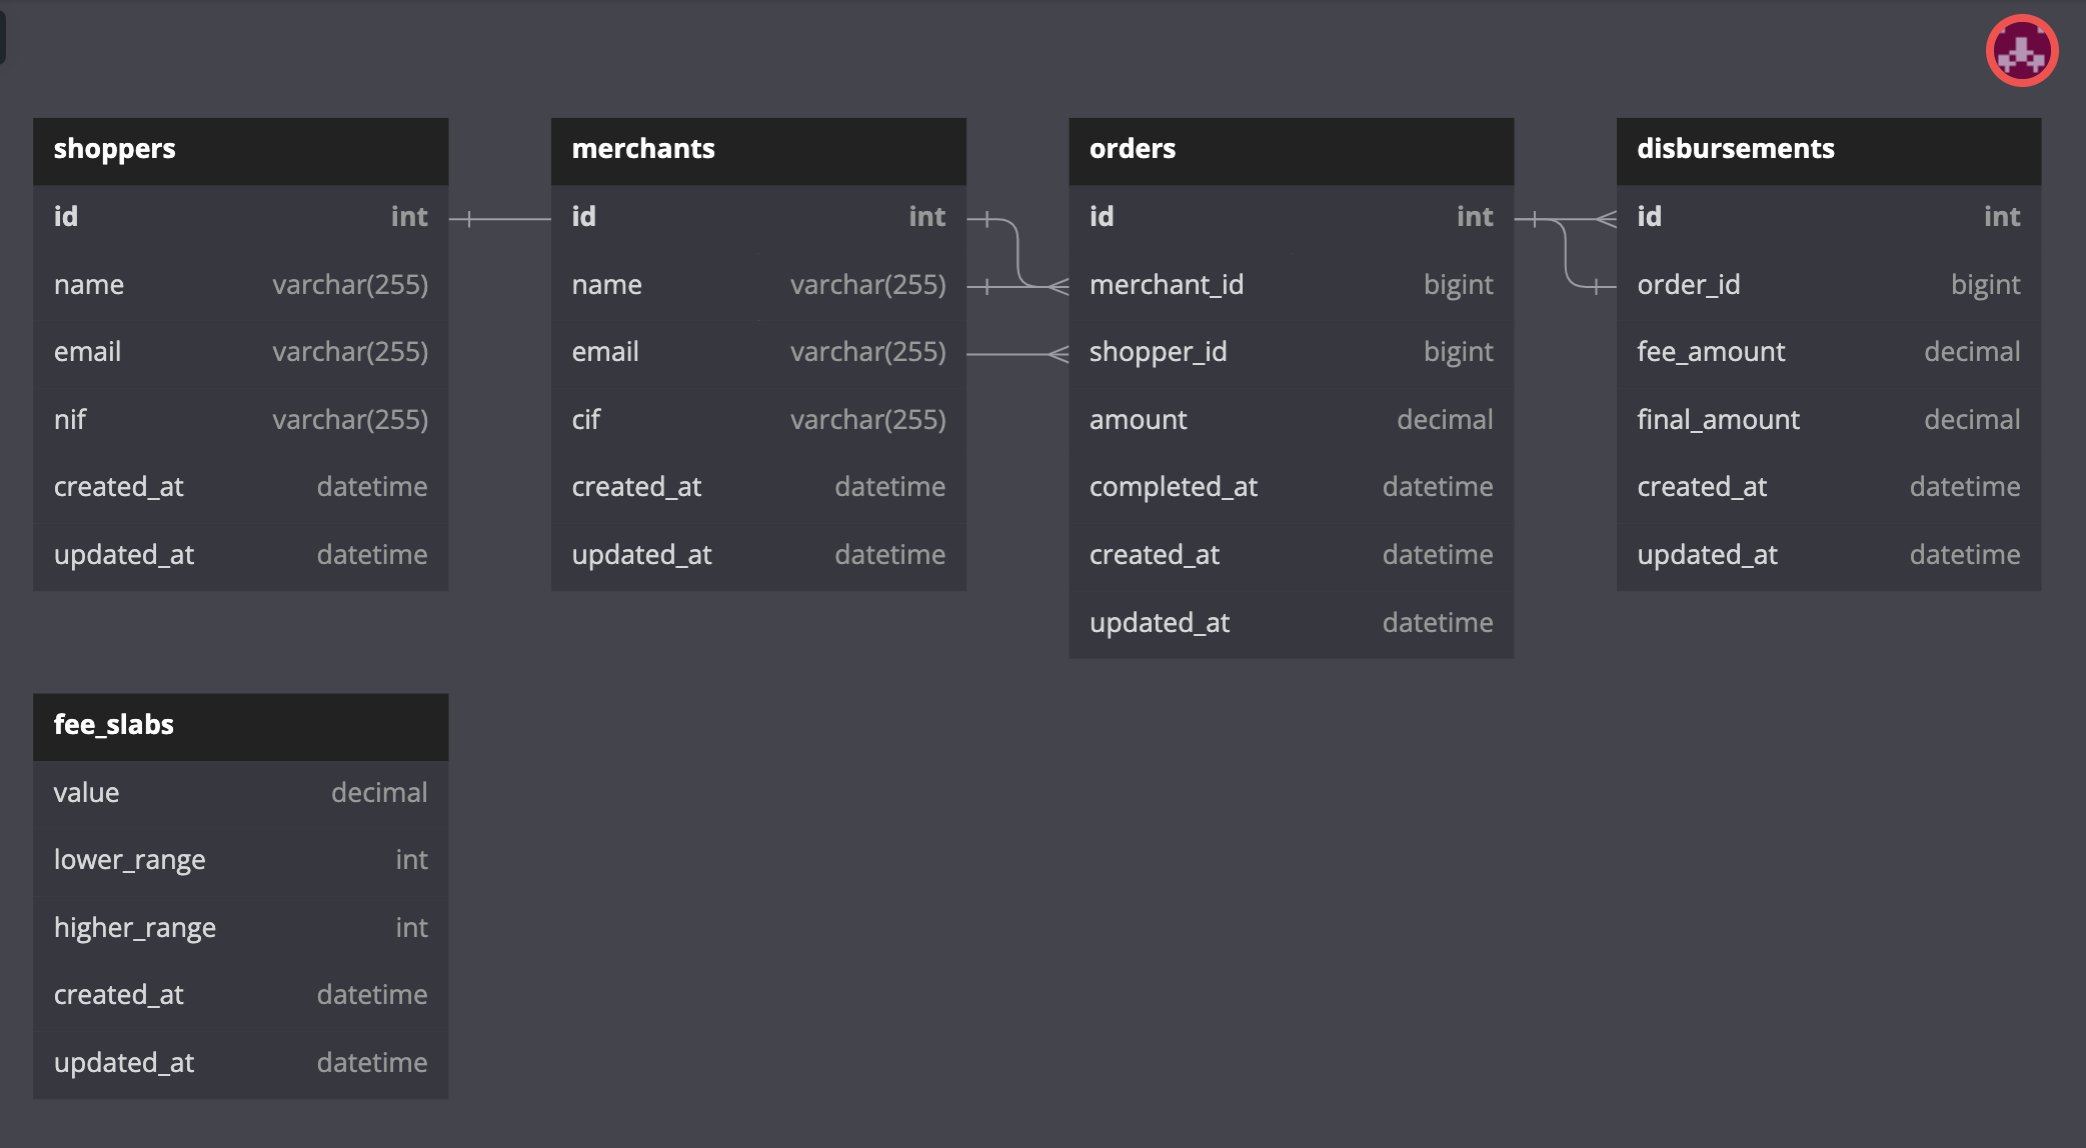 shoppers
id int
name varchar(255)
email varchar(255)
nif varchar(255)
created_at datetime
updated_at datetime
merchants
id int
name varchar(255)
email varchar(255)
cif varchar(255)
created_at datetime
updated_at datetime
orders
id int
merchant_id bigint
shopper_id bigint
amount decimal
completed_at datetime
created_at datetime
updated_at datetime
disbursements
id int
order_id bigint
fee_amount decimal
final_amount decimal
created_at datetime
updated_at datetime
fee_slabs
value decimal
lower_range int
higher_range int
created_at datetime
updated_at datetime